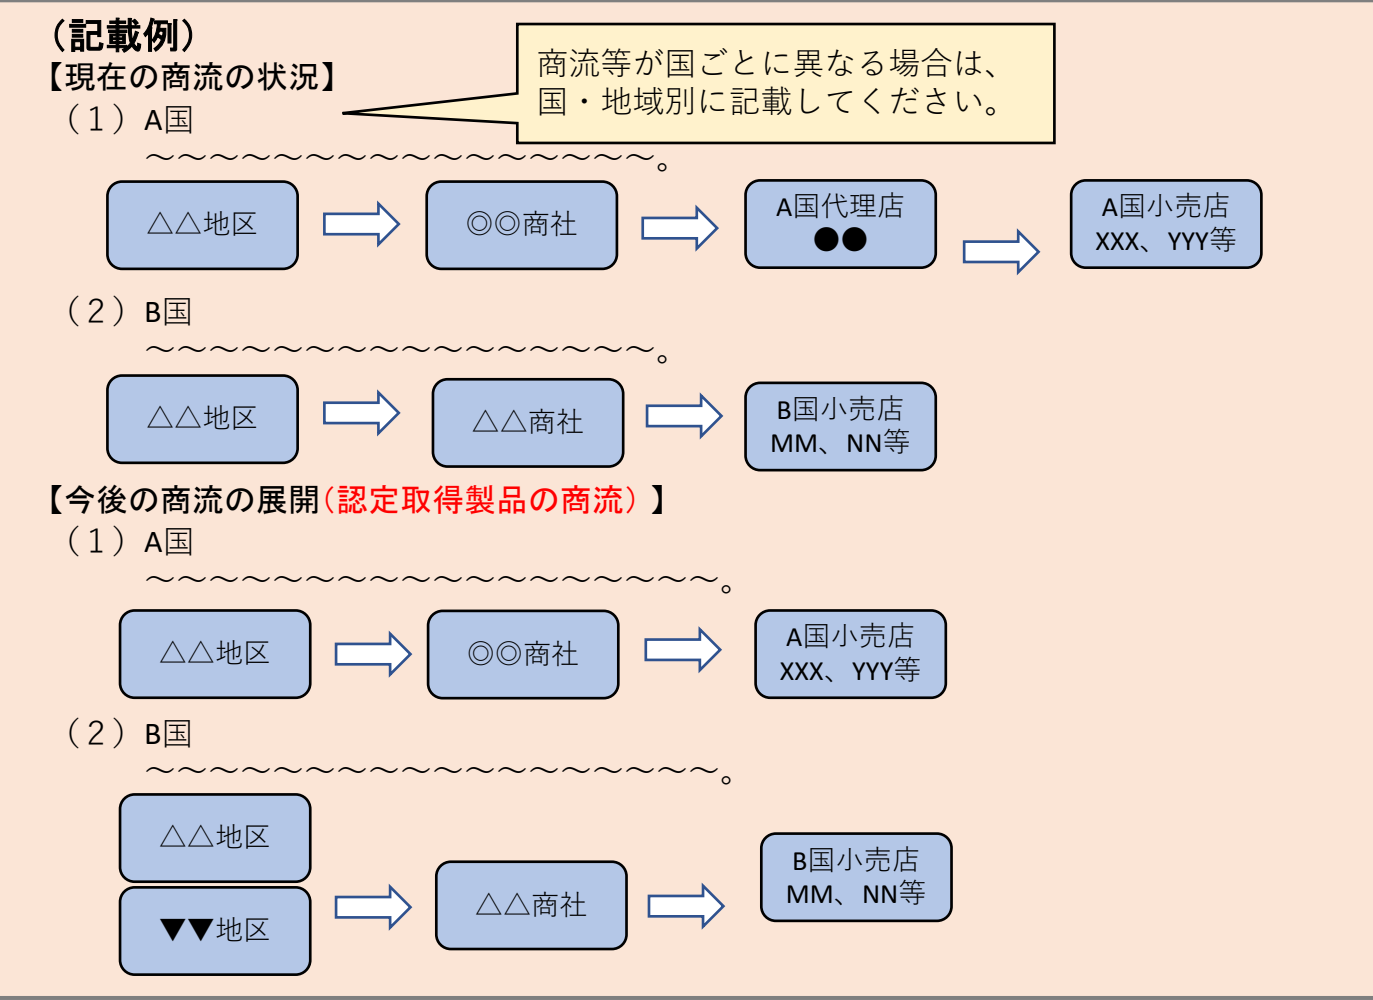 （記載例）
【現在の商流の状況】
商流等が国ごとに異なる場合は、
国・地域別に記載してください。
（１）A国
～～～～～～～～～～～～～～～～。
△△地区
◎◎商社
A国代理店
●●
A国小売店
XXX、YYY等
（２）B国
～～～～～～～～～～～～～～～～。
△△地区
△△商社
B国小売店
MM、NN等
【今後の商流の展開（認定取得製品の商流）】
（１）A国
～～～～～～～～～～～～～～～～～～。
△△地区
◎◎商社
A国小売店
XXX、YYY等
（２）B国
～～～～～～～～～～～～～～～～～～。
△△地区
▼▼地区
△△商社
B国小売店
MM、NN等